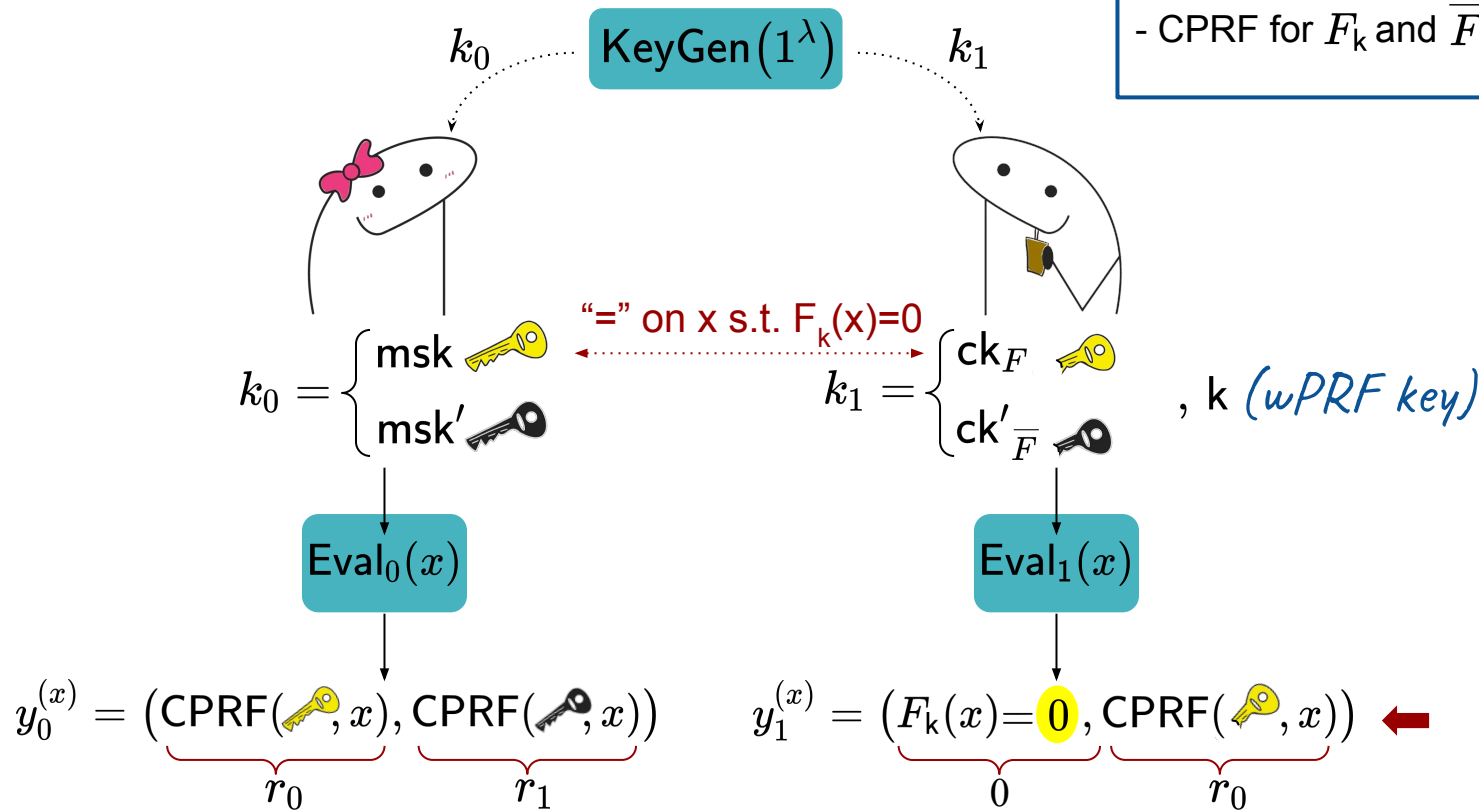 - CPRF for F_k and F̅
k_0 KeyGen(1^λ) k_1
“=” on x s.t. F_k(x)=0
k_0 = { msk
msk′
k_1 = { ck_F
ck′_F̅
, k (wPRF key)
Eval_0(x)
Eval_1(x)
y_0^(x) = (CPRF( , x), CPRF( , x))
r_0 r_1
y_1^(x) = (F_k(x)=0, CPRF( , x))
0 r_0